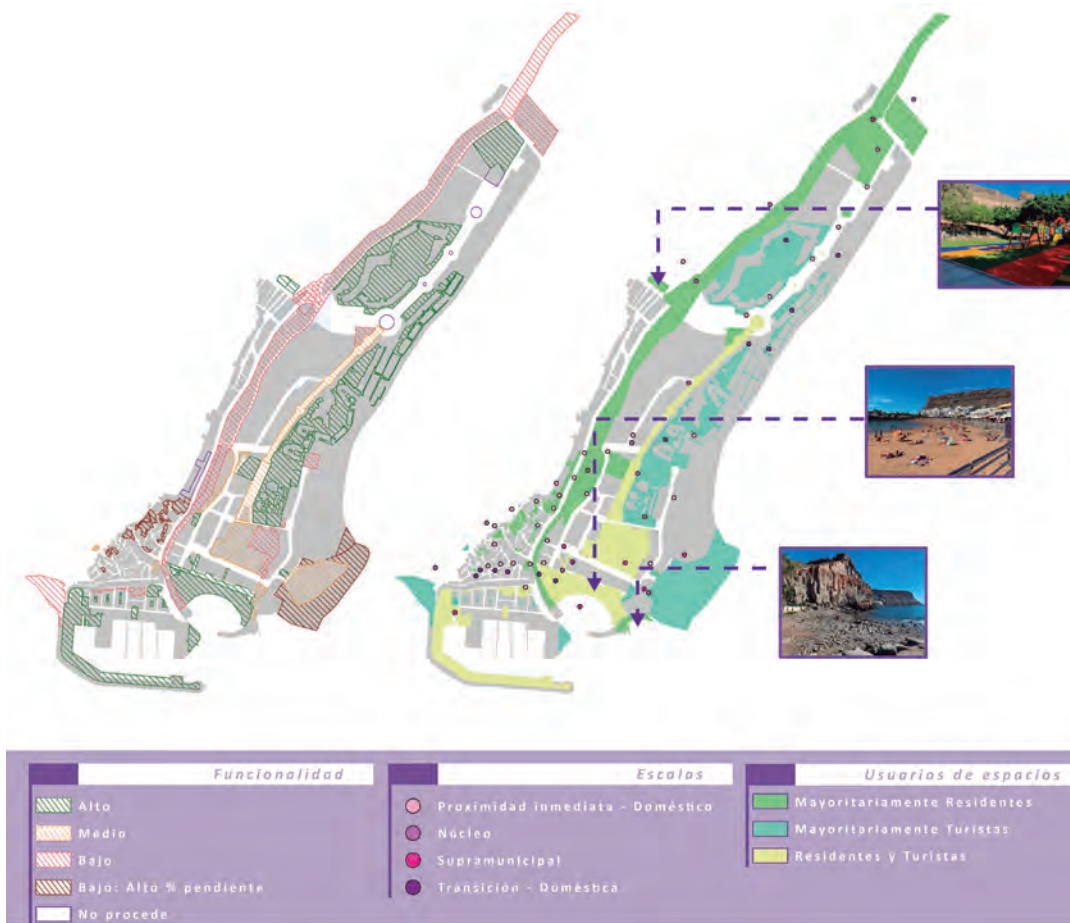 Funcionalidad
Alto
Medio
Bajo
Bajo: Alto % pendiente
No procede
Escalas
Proximidad inmediata - Doméstico
Núcleo
Supramunicipal
Transición - Doméstica
Usuarios de espacios
Mayoritariamente Residentes
Mayoritariamente Turistas
Residentes y Turistas